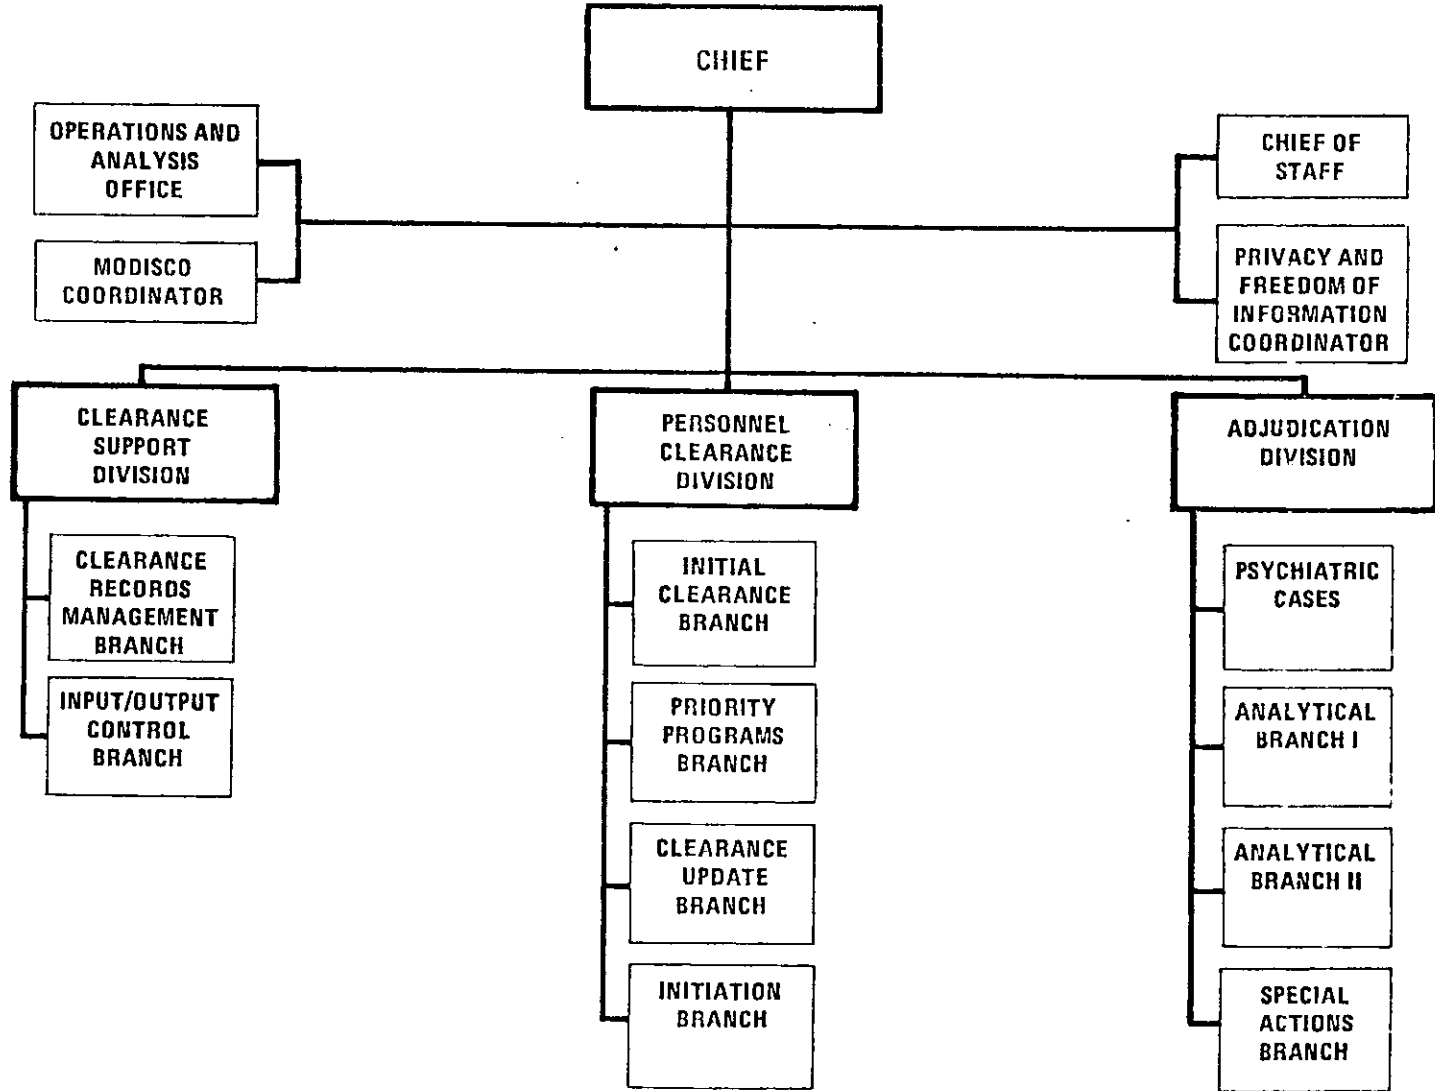 CHIEF
OPERATIONS AND
ANALYSIS
OFFICE
MODISCO
COORDINATOR
CHIEF OF
STAFF
PRIVACY AND
FREEDOM OF
INFORMATION
COORDINATOR
CLEARANCE
SUPPORT
DIVISION
CLEARANCE
RECORDS
MANAGEMENT
BRANCH
INPUT/OUTPUT
CONTROL
BRANCH
PERSONNEL
CLEARANCE
DIVISION
INITIAL
CLEARANCE
BRANCH
PRIORITY
PROGRAMS
BRANCH
CLEARANCE
UPDATE
BRANCH
INITIATION
BRANCH
ADJUDICATION
DIVISION
PSYCHIATRIC
CASES
ANALYTICAL
BRANCH I
ANALYTICAL
BRANCH II
SPECIAL
ACTIONS
BRANCH